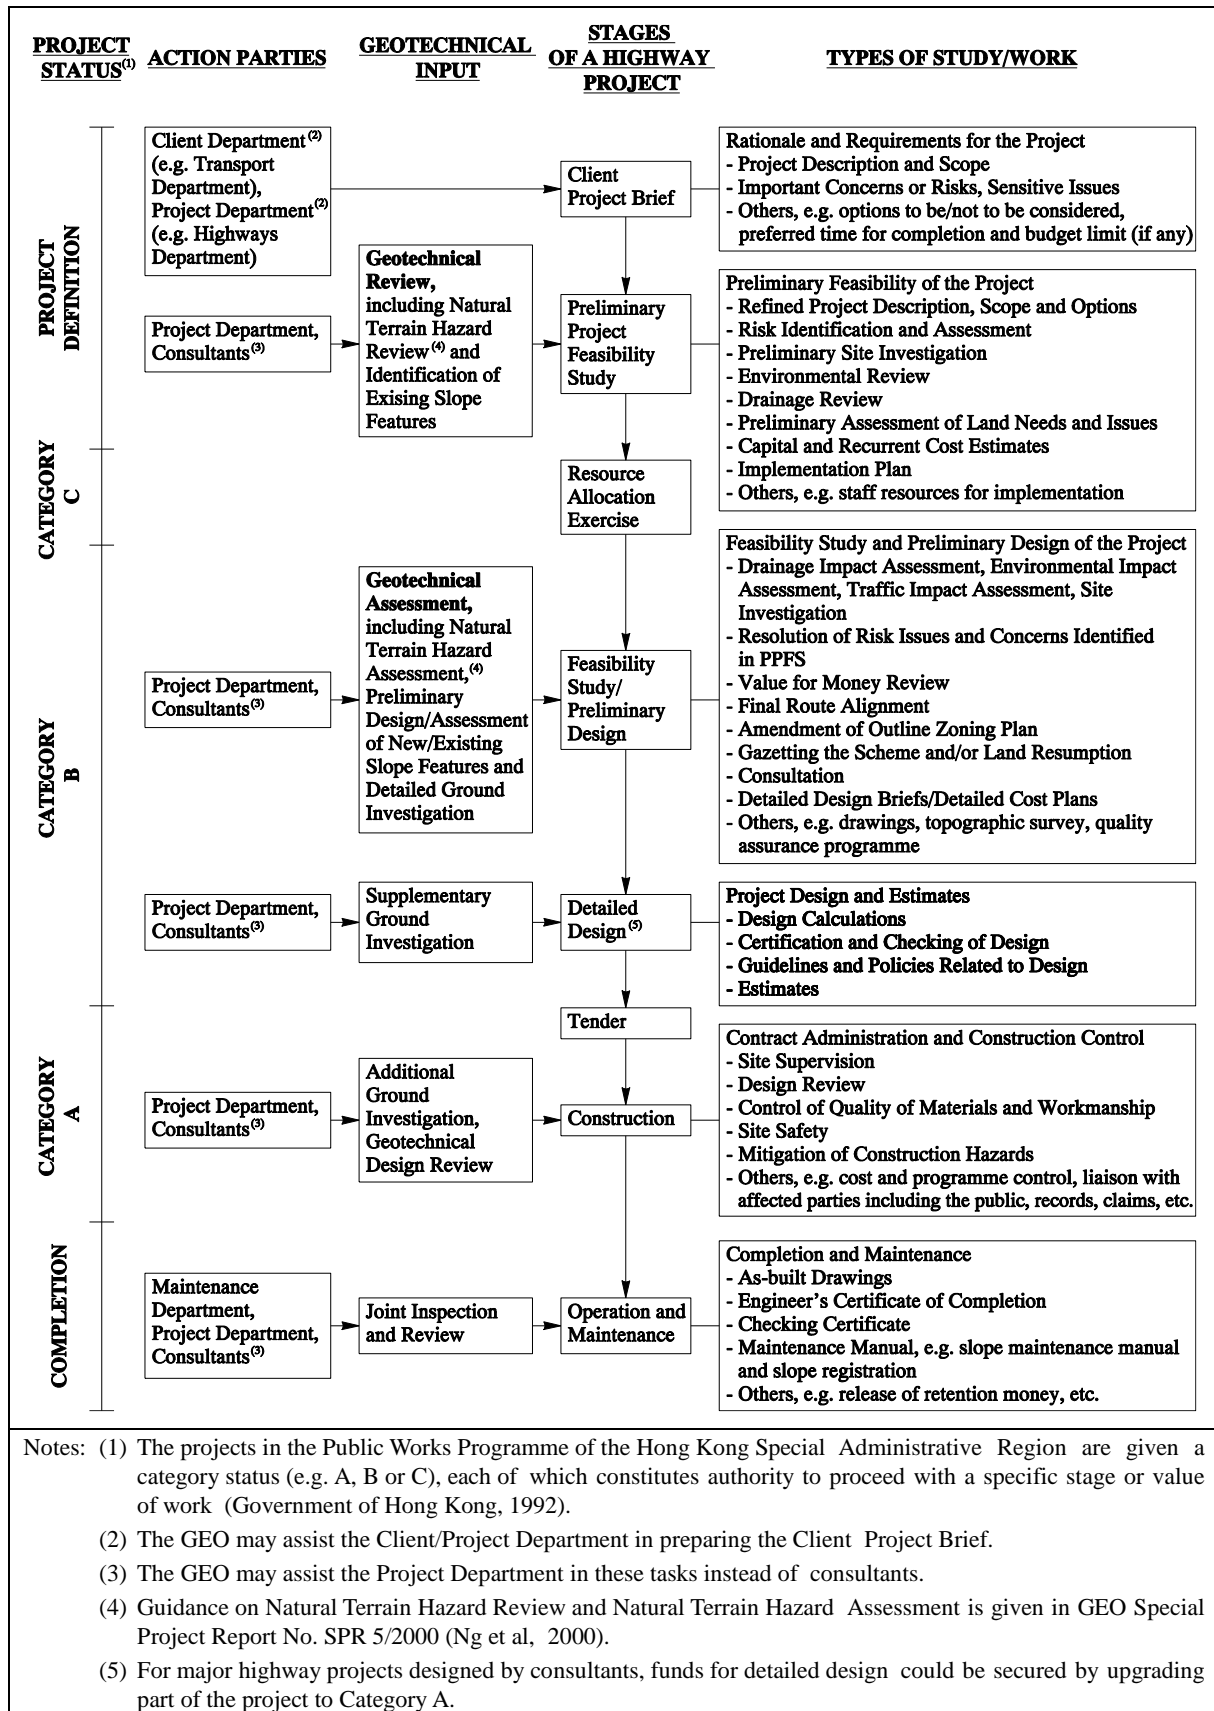 PROJECT
STATUS(1)
ACTION PARTIES
GEOTECHNICAL
INPUT
STAGES
OF A HIGHWAY
PROJECT
TYPES OF STUDY/WORK
PROJECT
DEFINITION
Client Department(2)
(e.g. Transport
Department),
Project Department(2)
(e.g. Highways
Department)
Client
Project Brief
Rationale and Requirements for the Project
- Project Description and Scope
- Important Concerns or Risks, Sensitive Issues
- Others, e.g. options to be/not to be considered,
preferred time for completion and budget limit (if any)
Project Department,
Consultants(3)
Geotechnical
Review,
including Natural
Terrain Hazard
Review(4) and
Identification of
Exising Slope
Features
Preliminary
Project
Feasibility
Study
Preliminary Feasibility of the Project
- Refined Project Description, Scope and Options
- Risk Identification and Assessment
- Preliminary Site Investigation
- Environmental Review
- Drainage Review
- Preliminary Assessment of Land Needs and Issues
- Capital and Recurrent Cost Estimates
- Implementation Plan
- Others, e.g. staff resources for implementation
CATEGORY
C
Resource
Allocation
Exercise
CATEGORY
B
Project Department,
Consultants(3)
Geotechnical
Assessment,
including Natural
Terrain Hazard
Assessment,(4)
Preliminary
Design/Assessment
of New/Existing
Slope Features and
Detailed Ground
Investigation
Feasibility
Study/
Preliminary
Design
Feasibility Study and Preliminary Design of the Project
- Drainage Impact Assessment, Environmental Impact
Assessment, Traffic Impact Assessment, Site
Investigation
- Resolution of Risk Issues and Concerns Identified
in PPFS
- Value for Money Review
- Final Route Alignment
- Amendment of Outline Zoning Plan
- Gazetting the Scheme and/or Land Resumption
- Consultation
- Detailed Design Briefs/Detailed Cost Plans
- Others, e.g. drawings, topographic survey, quality
assurance programme
Project Department,
Consultants(3)
Supplementary
Ground
Investigation
Detailed
Design(5)
Project Design and Estimates
- Design Calculations
- Certification and Checking of Design
- Guidelines and Policies Related to Design
- Estimates
CATEGORY
A
Tender
Project Department,
Consultants(3)
Additional
Ground
Investigation,
Geotechnical
Design Review
Construction
Contract Administration and Construction Control
- Site Supervision
- Design Review
- Control of Quality of Materials and Workmanship
- Site Safety
- Mitigation of Construction Hazards
- Others, e.g. cost and programme control, liaison with
affected parties including the public, records, claims, etc.
COMPLETION
Maintenance
Department,
Project Department,
Consultants(3)
Joint Inspection
and Review
Operation and
Maintenance
Completion and Maintenance
- As-built Drawings
- Engineer's Certificate of Completion
- Checking Certificate
- Maintenance Manual, e.g. slope maintenance manual
and slope registration
- Others, e.g. release of retention money, etc.
Notes: (1) The projects in the Public Works Programme of the Hong Kong Special Administrative Region are given a
category status (e.g. A, B or C), each of which constitutes authority to proceed with a specific stage or value
of work (Government of Hong Kong, 1992).
(2) The GEO may assist the Client/Project Department in preparing the Client Project Brief.
(3) The GEO may assist the Project Department in these tasks instead of consultants.
(4) Guidance on Natural Terrain Hazard Review and Natural Terrain Hazard Assessment is given in GEO Special
Project Report No. SPR 5/2000 (Ng et al, 2000).
(5) For major highway projects designed by consultants, funds for detailed design could be secured by upgrading
part of the project to Category A.